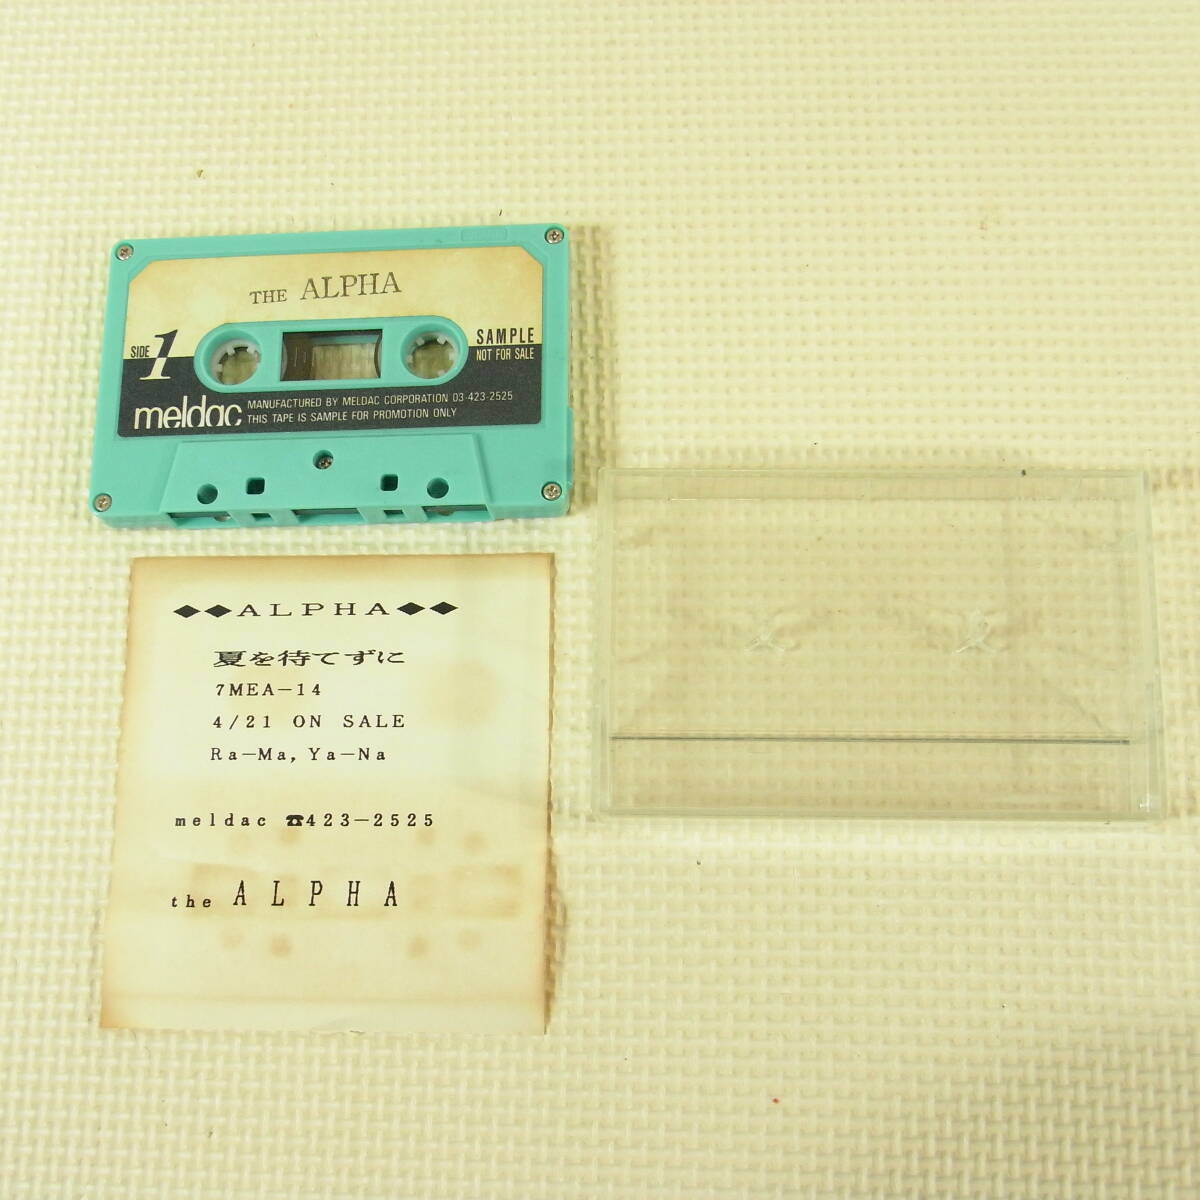 THE ALPHA
SIDE 1
SAMPLE
NOT FOR SALE
meldac
MANUFACTURED BY MELDAC CORPORATION 03-423-2525
THIS TAPE IS SAMPLE FOR PROMOTION ONLY
◆◆ALPHA◆◆
夏を待てずに
7MEA-14
4/21 ON SALE
Ra-Ma, Ya-Na
meldac ☎423-2525
the ALPHA